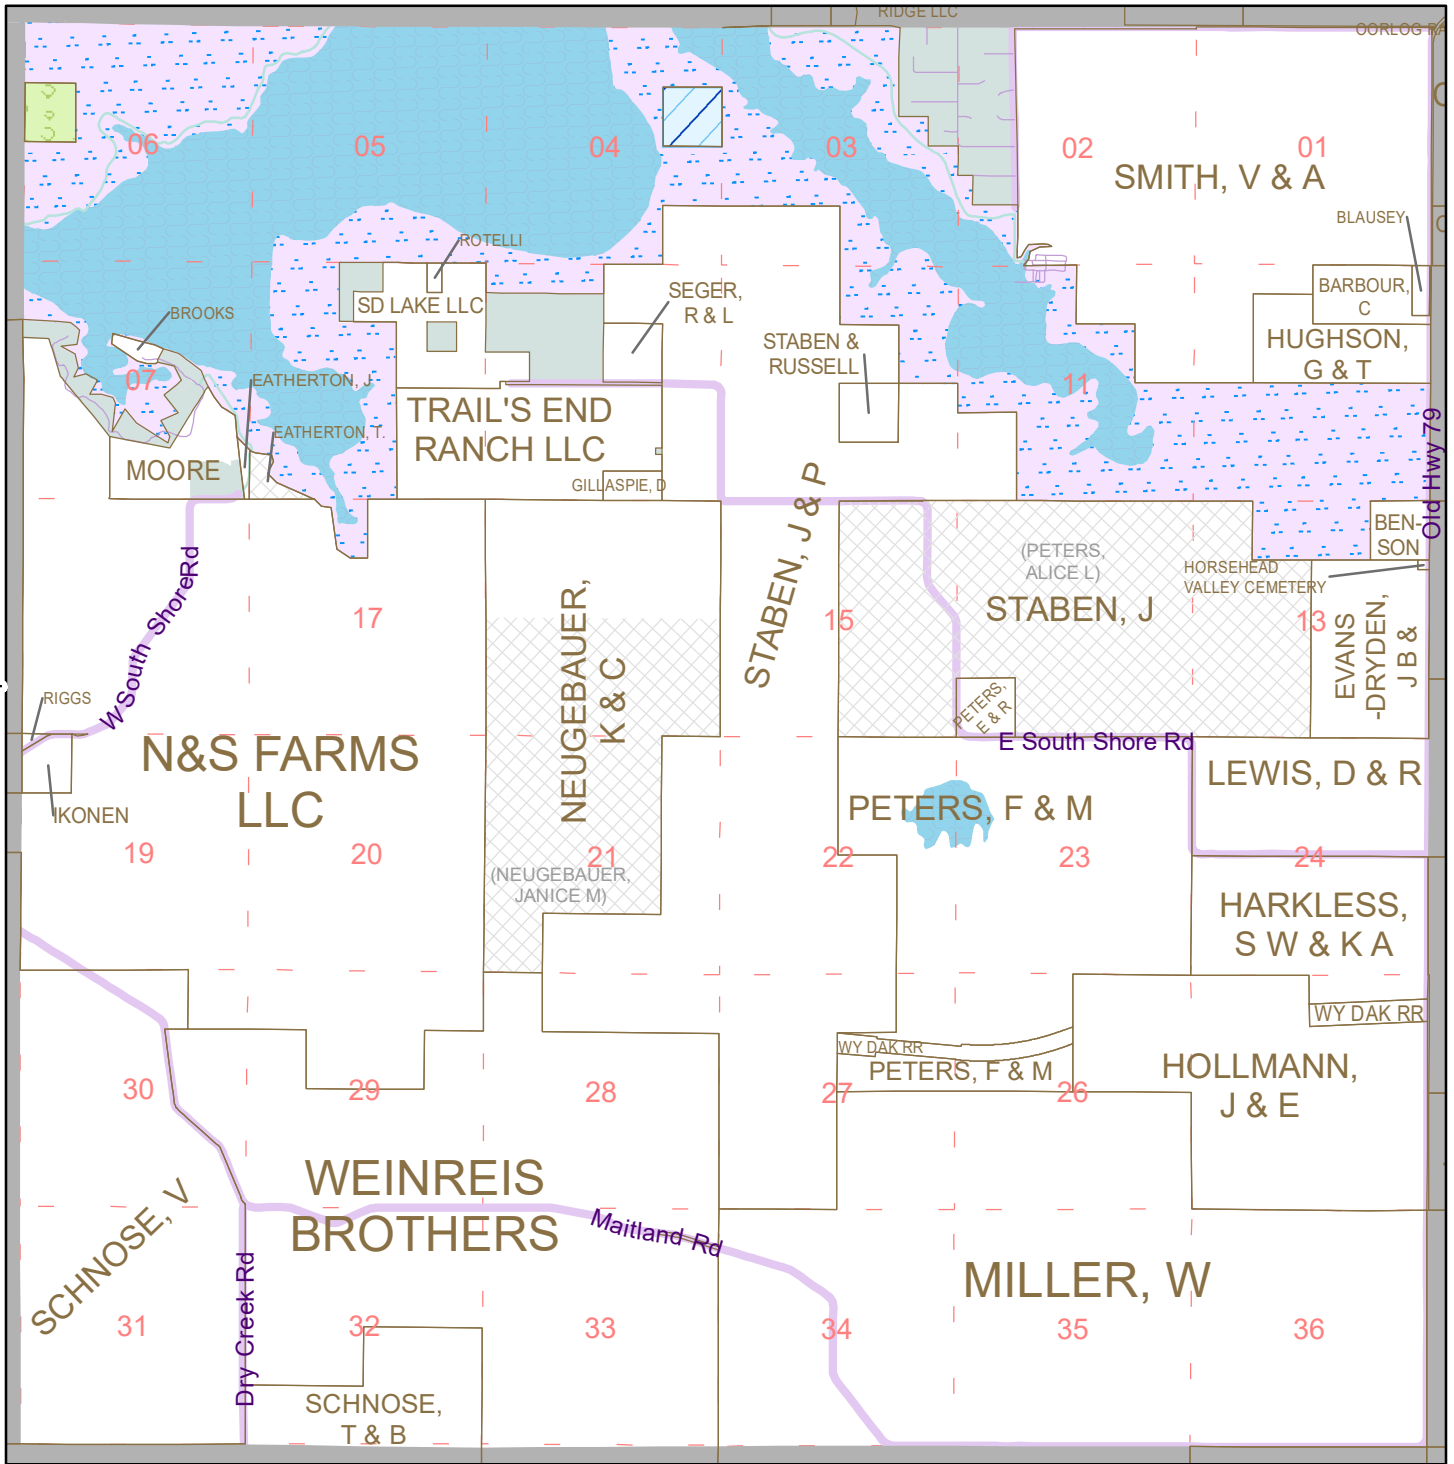 RIDGE LLC
OORLOG RA
06
05
04
03
02
01
SMITH, V & A
BLAUSEY
ROTELLI
SD LAKE LLC
SEGER,
R & L
BARBOUR,
C
HUGHSON,
G & T
BROOKS
STABEN &
RUSSELL
07
EATHERTON, J
11
TRAIL'S END
RANCH LLC
EATHERTON, T.
MOORE
GILLASPIE, D
Old Hwy 79
STABEN, J & P
BEN-
SON
(PETERS,
ALICE L)
HORSEHEAD
VALLEY CEMETERY
W South Shore Rd
17
NEUGEBAUER,
K & C
15
STABEN, J
13
EVANS
-DRYDEN,
J B &
RIGGS
PETERS,
E & R
E South Shore Rd
N&S FARMS
LLC
IKONEN
LEWIS, D & R
PETERS, F & M
19
20
21
22
23
24
(NEUGEBAUER,
JANICE M)
HARKLESS,
S W & K A
WY DAK RR
WY DAK RR
PETERS, F & M
HOLLMANN,
J & E
30
29
28
27
26
WEINREIS
BROTHERS
SCHNOSE, V
Maitland Rd
Dry Creek Rd
MILLER, W
31
32
33
34
35
36
SCHNOSE,
T & B